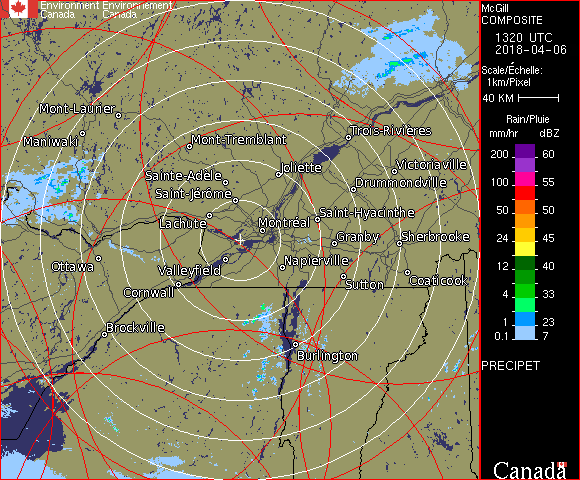 Environment Environnement
Canada Canada
McGill
COMPOSITE
1320 UTC
2018-04-06
Scale/Échelle:
1km/Pixel
40 KM
Rain/Pluie
mm/hr dBZ
200 60
150 55
100 55
50 50
24 45
12 40
4 33
1 23
0.1 7
PRECIPET
Canada
Mont-Laurier
Maniwaki
Mont-Tremblant
Trois-Rivières
Joliette
Victoriaville
Sainte-Adèle
Drummondville
Saint-Jérôme
Lachute
Saint-Hyacinthe
Montréal
Granby
Sherbrooke
Ottawa
Valleyfield
Napierville
Cornwall
Sutton
Coaticook
Brockville
Burlington